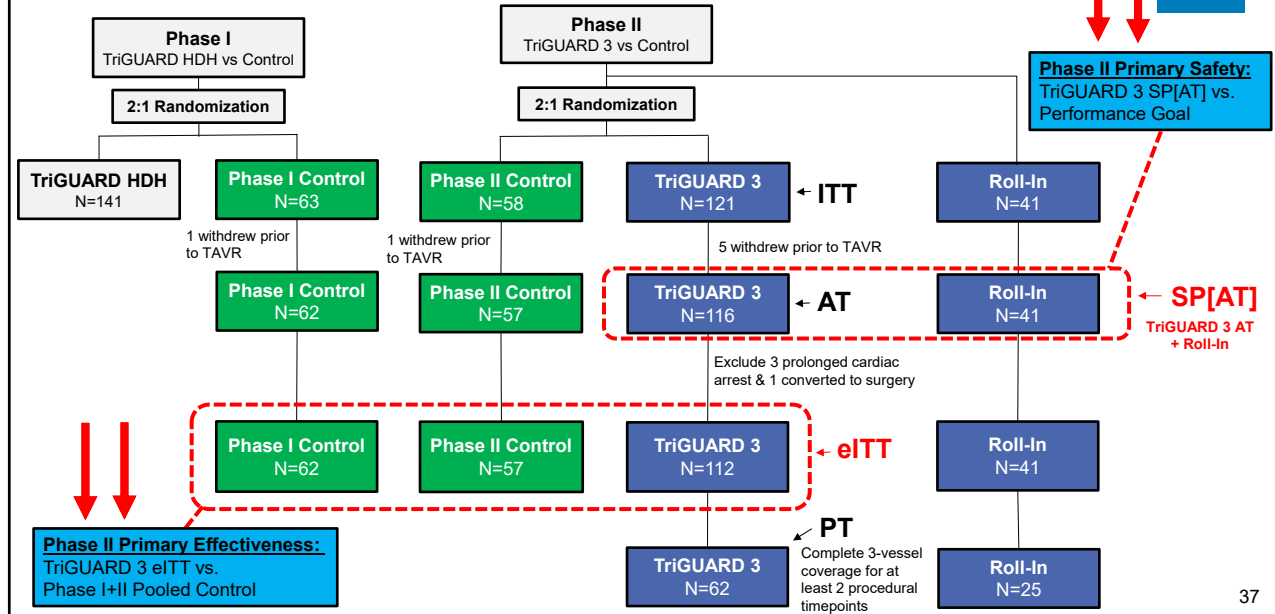 Phase I
TriGUARD HDH vs Control
Phase II
TriGUARD 3 vs Control
Phase II Primary Safety:
TriGUARD 3 SP[AT] vs.
Performance Goal
2:1 Randomization
2:1 Randomization
TriGUARD HDH
N=141
Phase I Control
N=63
Phase II Control
N=58
TriGUARD 3
N=121
ITT
Roll-In
N=41
1 withdrew prior
to TAVR
1 withdrew prior
to TAVR
5 withdrew prior to TAVR
Phase I Control
N=62
Phase II Control
N=57
TriGUARD 3
N=116
AT
Roll-In
N=41
SP[AT]
TriGUARD 3 AT
+ Roll-In
Exclude 3 prolonged cardiac
arrest & 1 converted to surgery
Phase I Control
N=62
Phase II Control
N=57
TriGUARD 3
N=112
eITT
Roll-In
N=41
Phase II Primary Effectiveness:
TriGUARD 3 eITT vs.
Phase I+II Pooled Control
TriGUARD 3
N=62
PT
Complete 3-vessel
coverage for at
least 2 procedural
timepoints
Roll-In
N=25
37